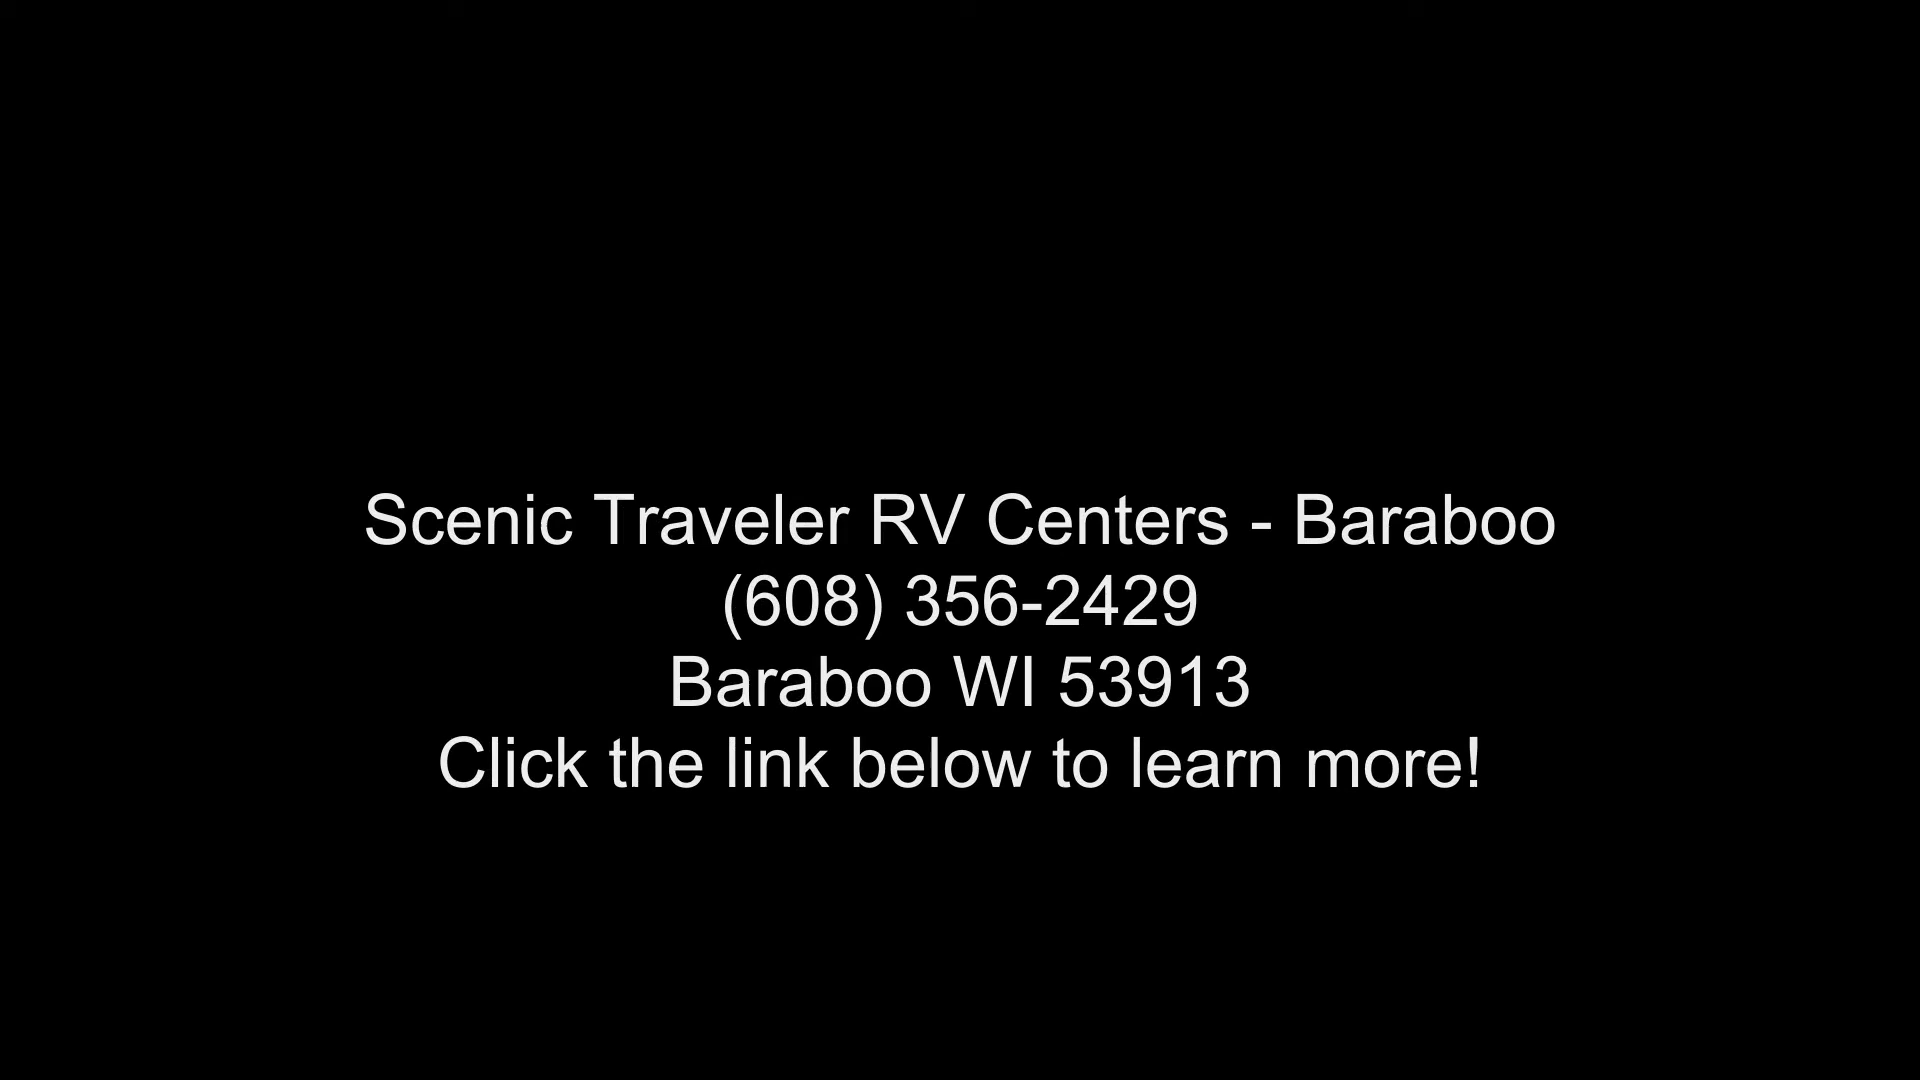 Scenic Traveler RV Centers - Baraboo
(608) 356-2429
Baraboo WI 53913
Click the link below to learn more!